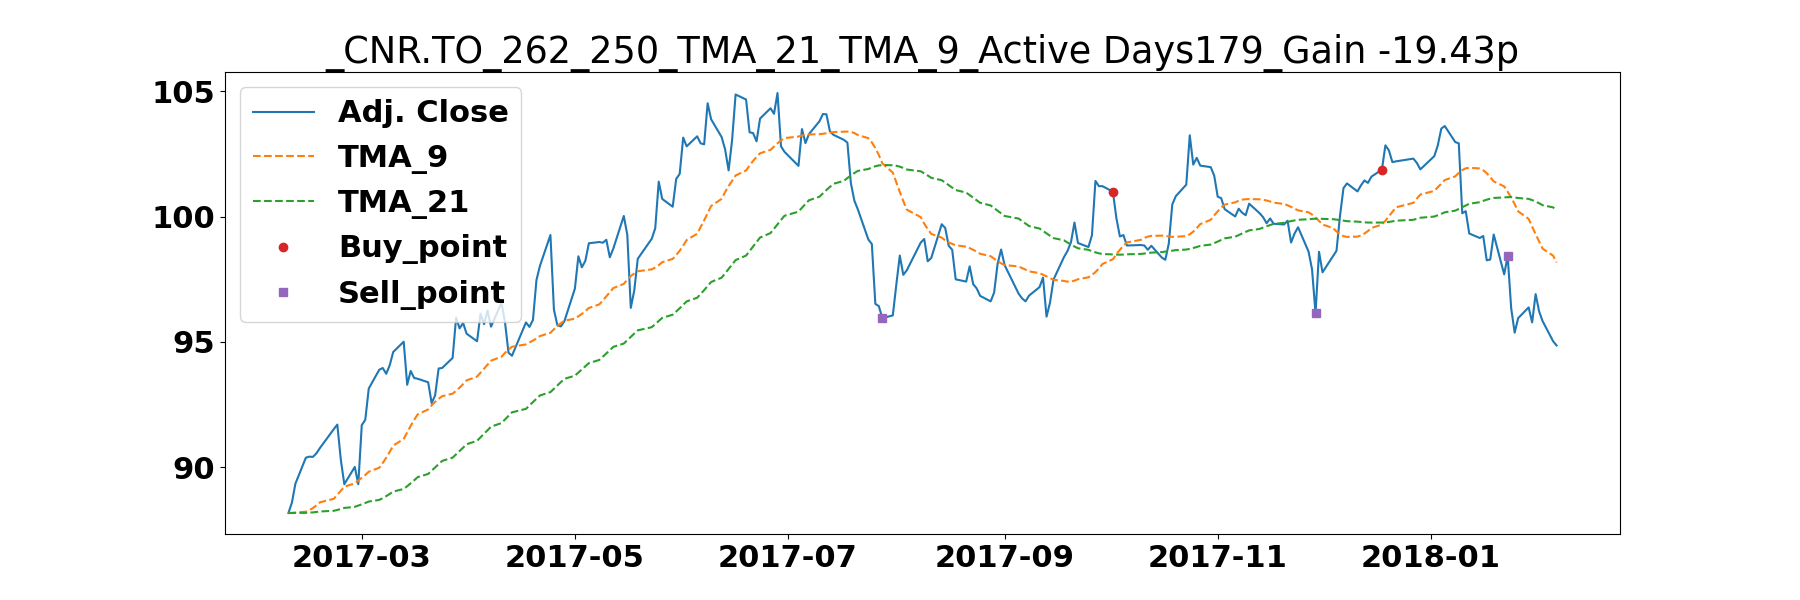 _CNR.TO_262_250_TMA_21_TMA_9_Active Days179_Gain -19.43p
105
100
95
90
Adj. Close
TMA_9
TMA_21
Buy_point
Sell_point
2017-03 2017-05 2017-07 2017-09 2017-11 2018-01